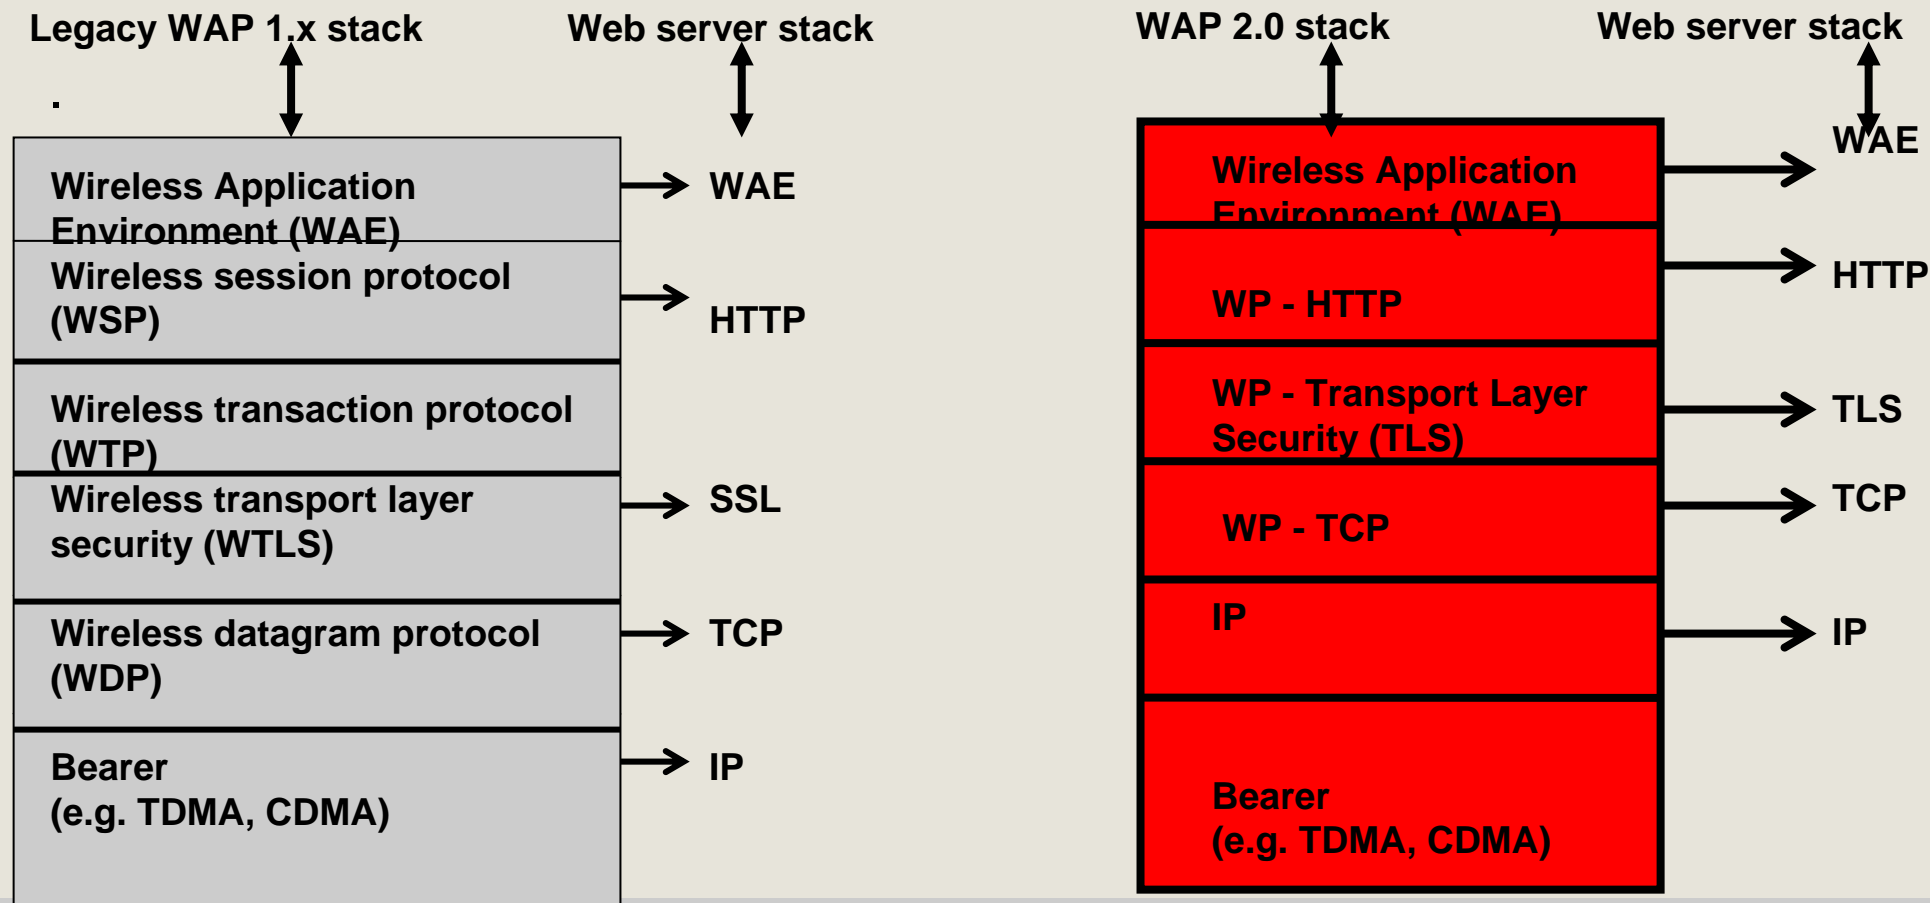 Legacy WAP 1.x stack
Web server stack
.
Wireless Application
Environment (WAE)
WAE
Wireless session protocol
(WSP)
HTTP
Wireless transaction protocol
(WTP)
Wireless transport layer
security (WTLS)
SSL
Wireless datagram protocol
(WDP)
TCP
Bearer
(e.g. TDMA, CDMA)
IP
WAP 2.0 stack
Web server stack
Wireless Application
Environment (WAE)
WAE
WP - HTTP
HTTP
WP - Transport Layer
Security (TLS)
TLS
WP - TCP
TCP
IP
IP
Bearer
(e.g. TDMA, CDMA)